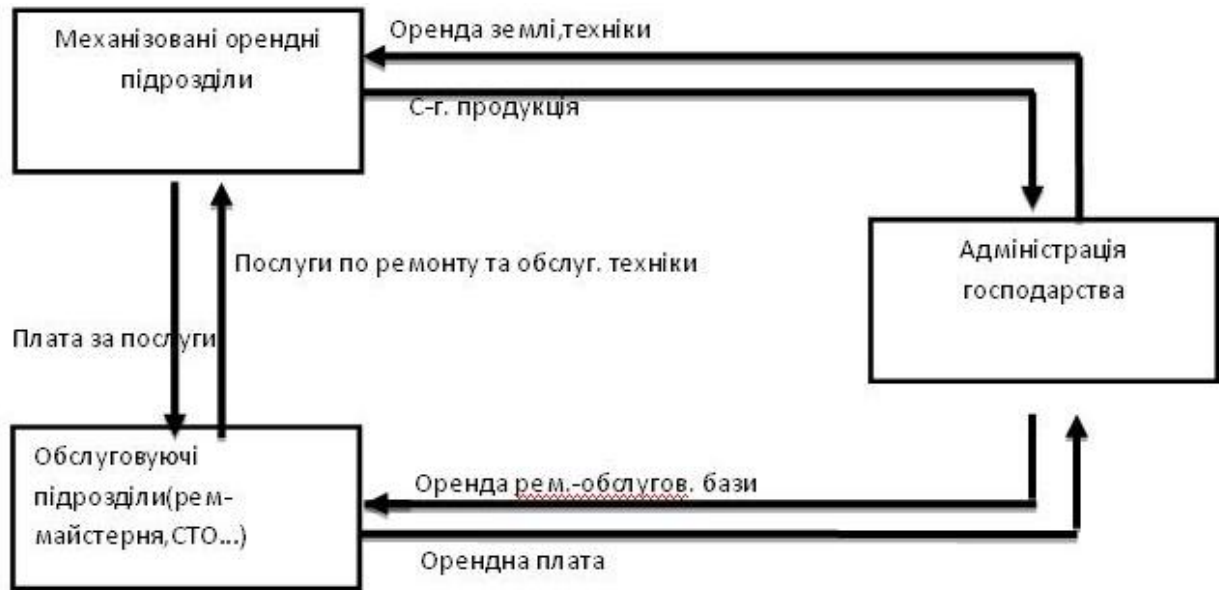 Механізовані орендні
підрозділи
Оренда землі,техніки
С-г. продукція
Адміністрація
господарства
Послуги по ремонту та обслуг. техніки
Плата за послуги
Обслуговуючі
підрозділи(рем-
майстерня,СТО...)
Оренда рем.-обслугов. бази
Орендна плата